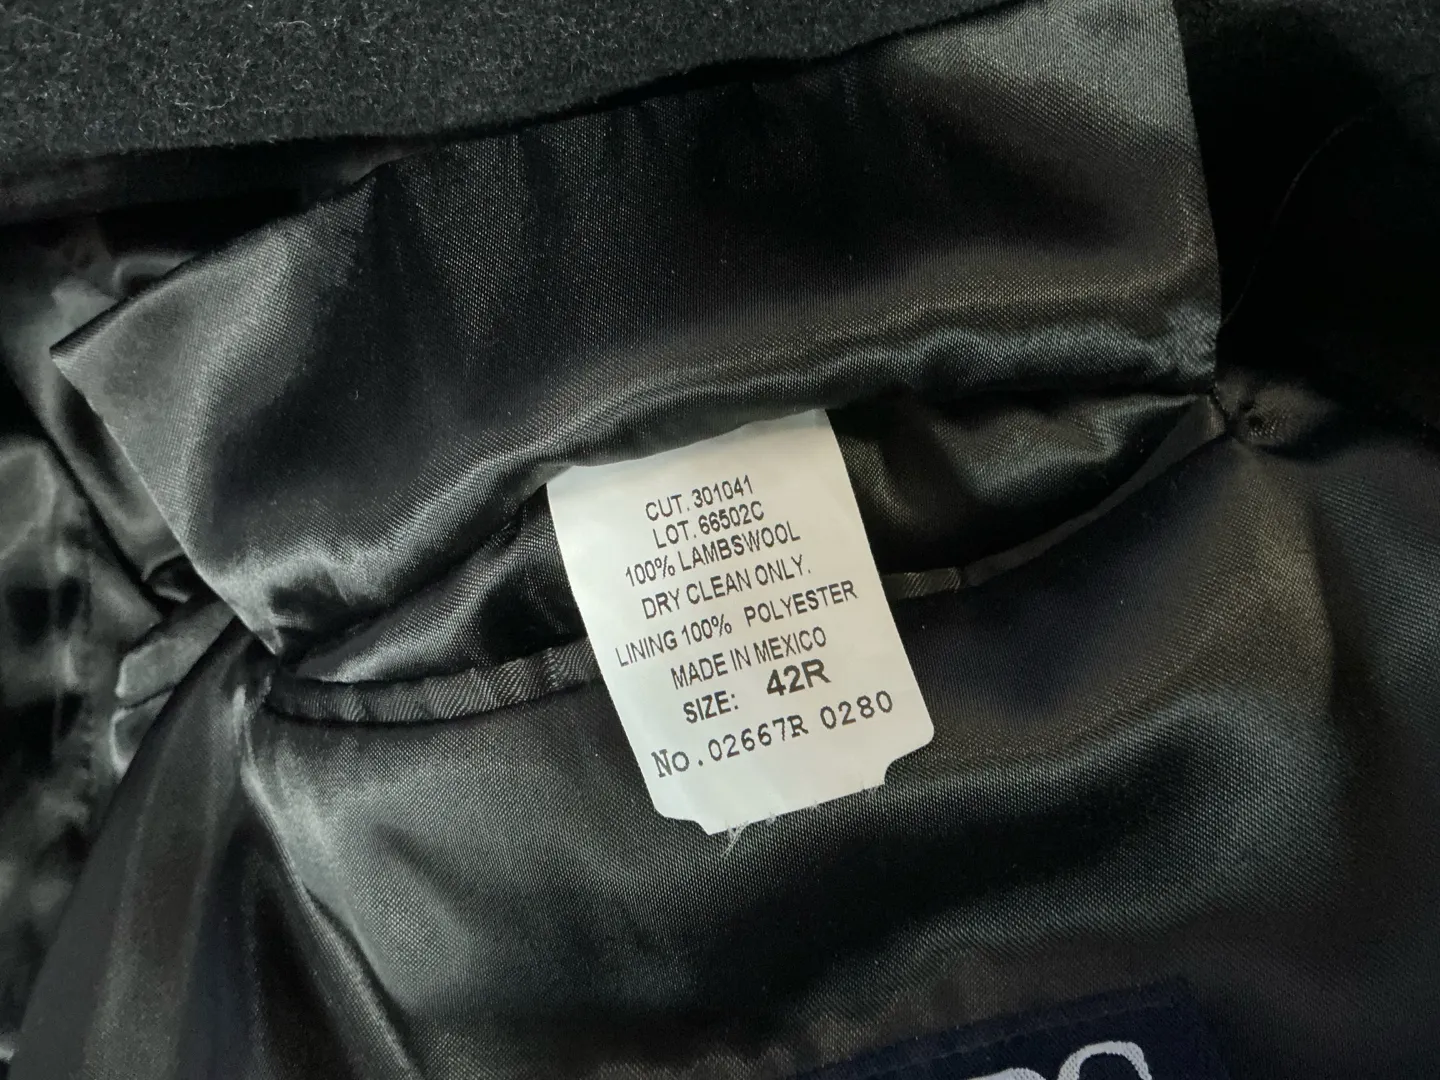 CUT. 301041
LOT. 66502C
100% LAMBSWOOL
DRY CLEAN ONLY.
LINING 100% POLYESTER
MADE IN MEXICO
SIZE: 42R
No. 02667R 0280